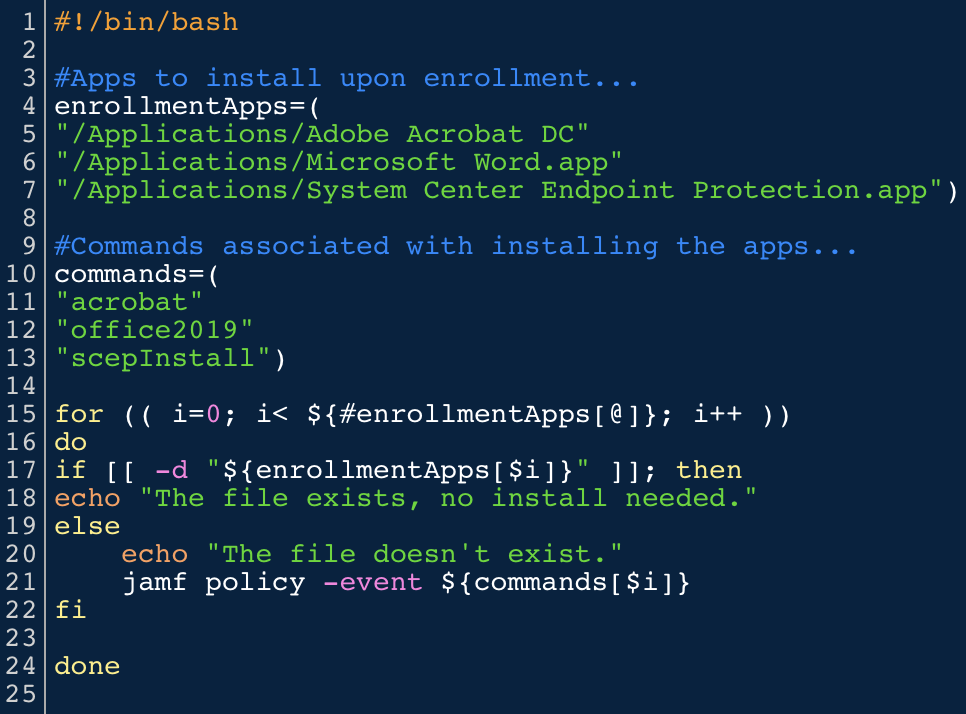 1 #!/bin/bash
2
3 #Apps to install upon enrollment...
4 enrollmentApps=(
5 "/Applications/Adobe Acrobat DC"
6 "/Applications/Microsoft Word.app"
7 "/Applications/System Center Endpoint Protection.app")
8
9 #Commands associated with installing the apps...
10 commands=(
11 "acrobat"
12 "office2019"
13 "scepInstall")
14
15 for (( i=0; i< ${#enrollmentApps[@]}; i++ ))
16 do
17 if [[ -d "${enrollmentApps[$i]}" ]]; then
18 echo "The file exists, no install needed."
19 else
20     echo "The file doesn't exist."
21     jamf policy -event ${commands[$i]}
22 fi
23
24 done
25